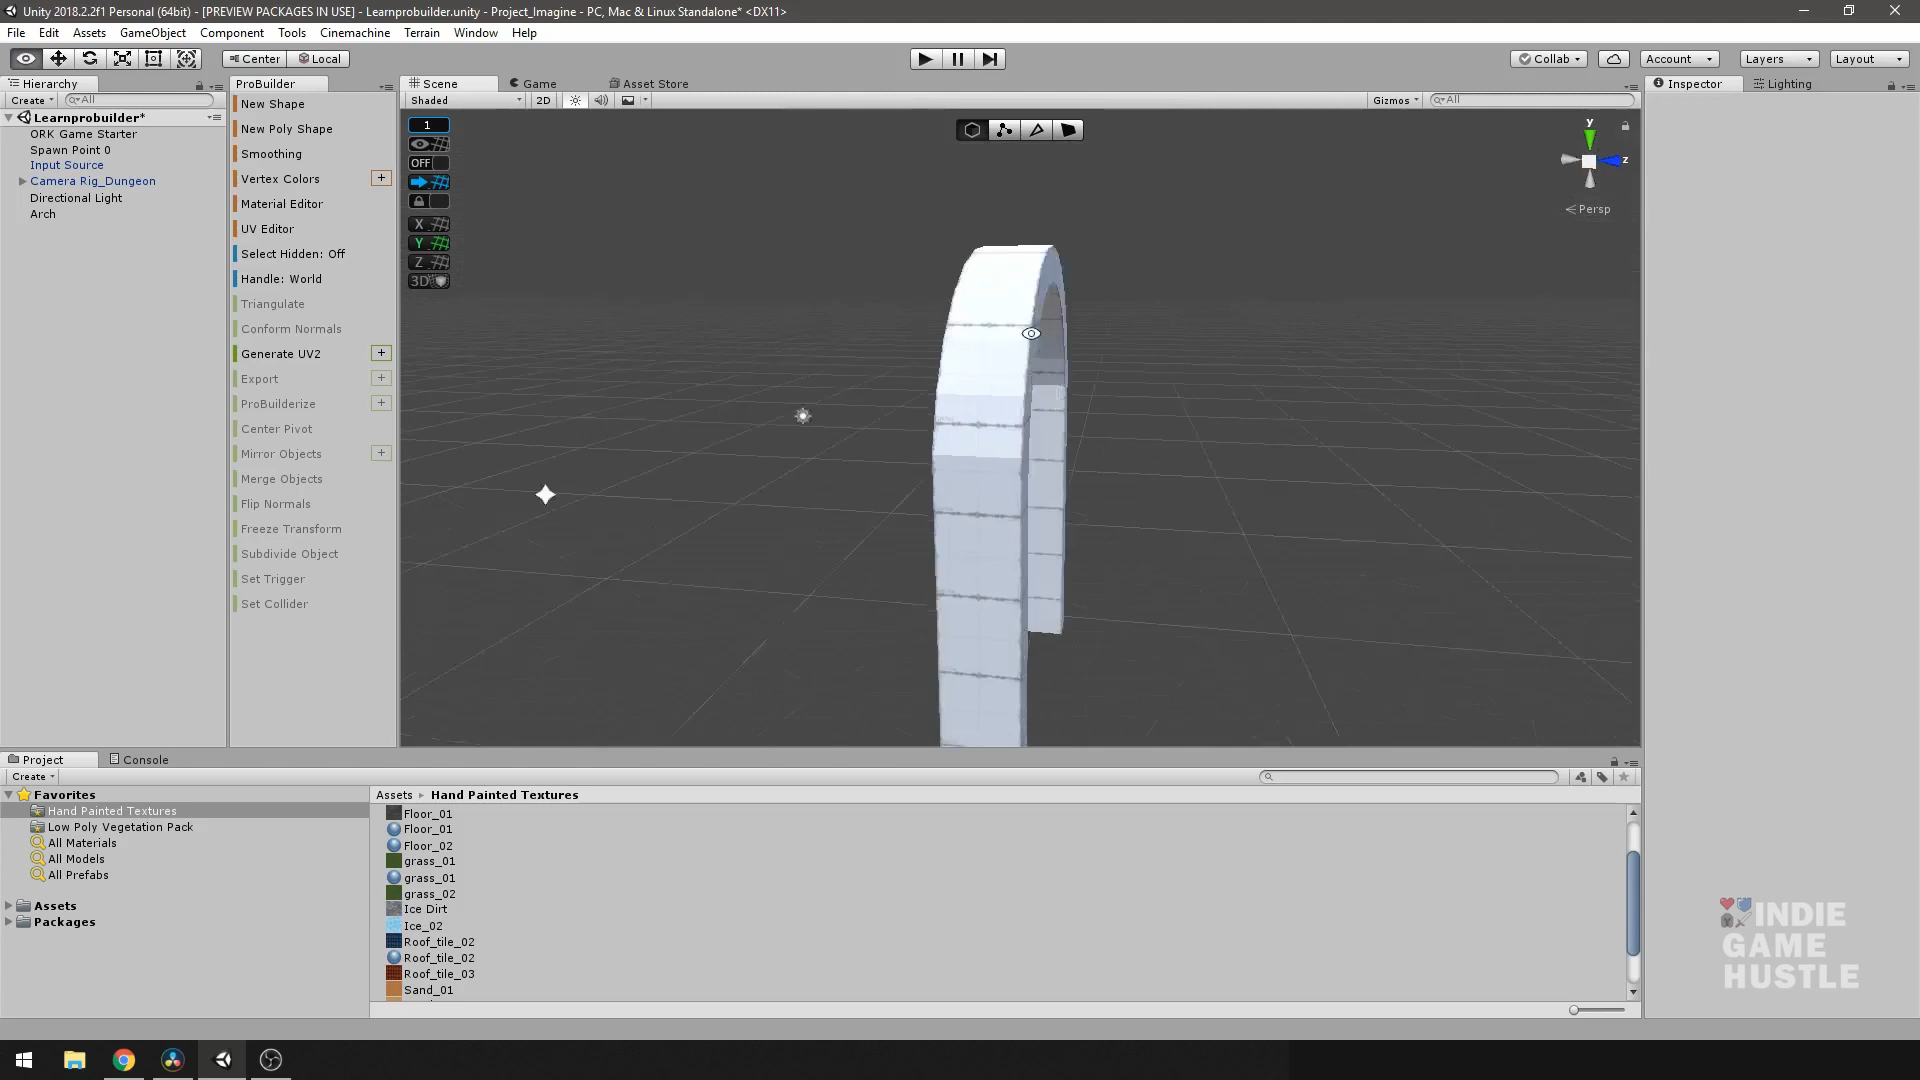 Unity 2018.2.2f1 Personal (64bit) - [PREVIEW PACKAGES IN USE] - Learnprobuilder.unity - Project_Imagine - PC, Mac & Linux Standalone* <DX11>
File Edit Assets GameObject Component Tools Cinemachine Terrain Window Help
Center Local Collab Account Layers Layout
Hierarchy ProBuilder Scene Game Asset Store Inspector Lighting
Create All
Shaded 2D Gizmos All
Learnprobuilder*
ORK Game Starter
Spawn Point 0
Input Source
Camera Rig_Dungeon
Directional Light
Arch
New Shape
New Poly Shape
Smoothing
Vertex Colors +
Material Editor
UV Editor
Select Hidden: Off
Handle: World
Triangulate
Conform Normals
Generate UV2 +
Export +
ProBuilderize +
Center Pivot
Mirror Objects +
Merge Objects
Flip Normals
Freeze Transform
Subdivide Object
Set Trigger
Set Collider
1
OFF
X
Y
Z
3D
y
z
Persp
Project Console
Create
Favorites
Hand Painted Textures
Low Poly Vegetation Pack
All Materials
All Models
All Prefabs
Assets
Packages
Assets Hand Painted Textures
Floor_01
Floor_01
Floor_02
grass_01
grass_01
grass_02
Ice Dirt
Ice_02
Roof_tile_02
Roof_tile_02
Roof_tile_03
Sand_01
INDIE
GAME
HUSTLE